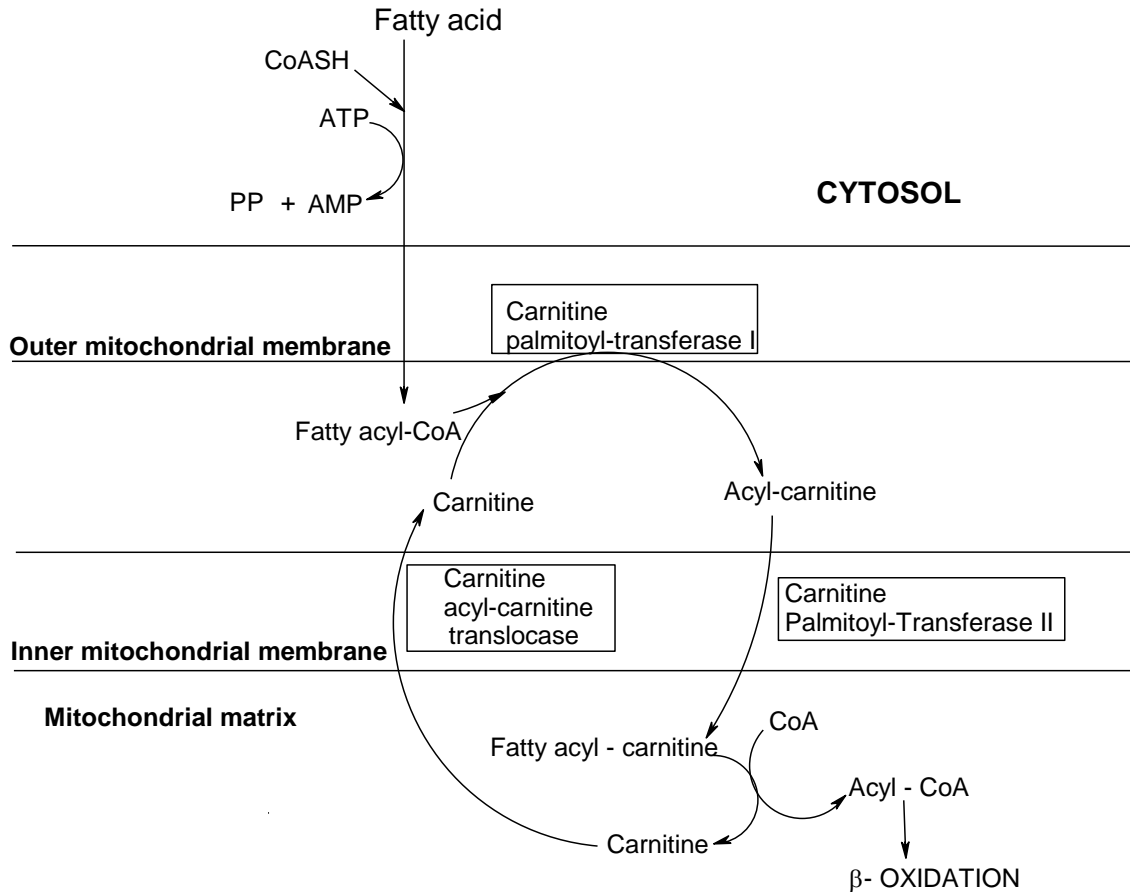 Fatty acid
CoASH
ATP
PP + AMP
CYTOSOL
Carnitine
palmitoyl-transferase I
Outer mitochondrial membrane
Fatty acyl-CoA
Carnitine
Acyl-carnitine
Carnitine
acyl-carnitine
translocase
Carnitine
Palmitoyl-Transferase II
Inner mitochondrial membrane
Mitochondrial matrix
CoA
Fatty acyl - carnitine
Acyl - CoA
Carnitine
β- OXIDATION